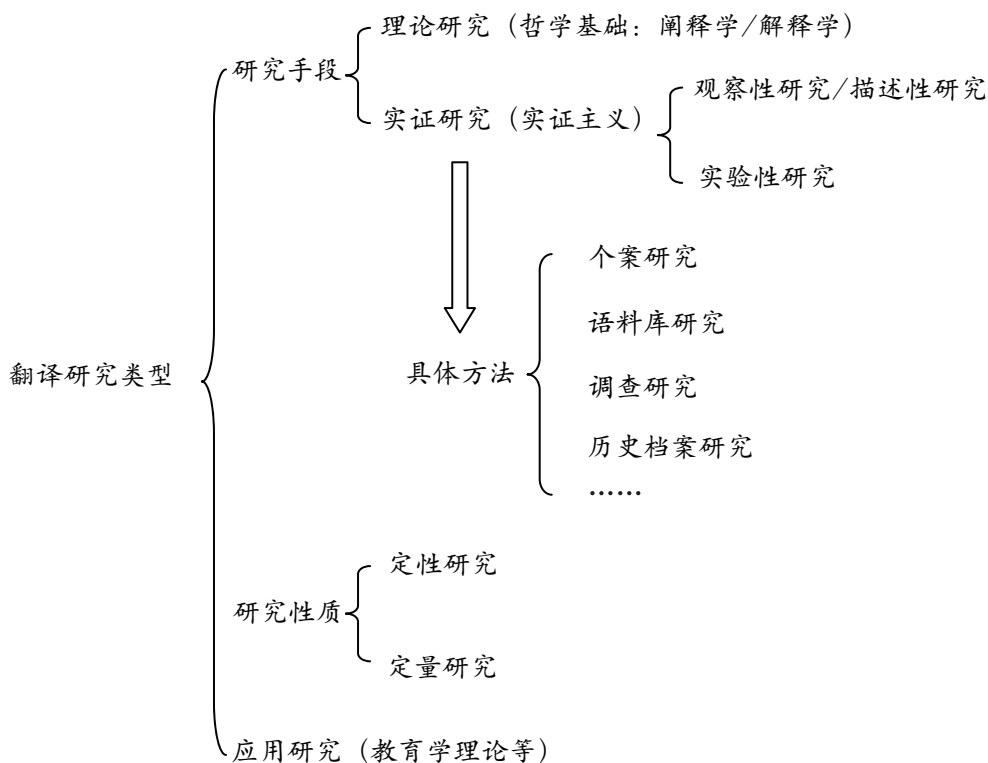 理论研究（哲学基础：阐释学/解释学）
研究手段
观察性研究/描述性研究
实证研究（实证主义）
实验性研究
个案研究
语料库研究
翻译研究类型
具体方法
调查研究
历史档案研究
……
定性研究
研究性质
定量研究
应用研究（教育学理论等）